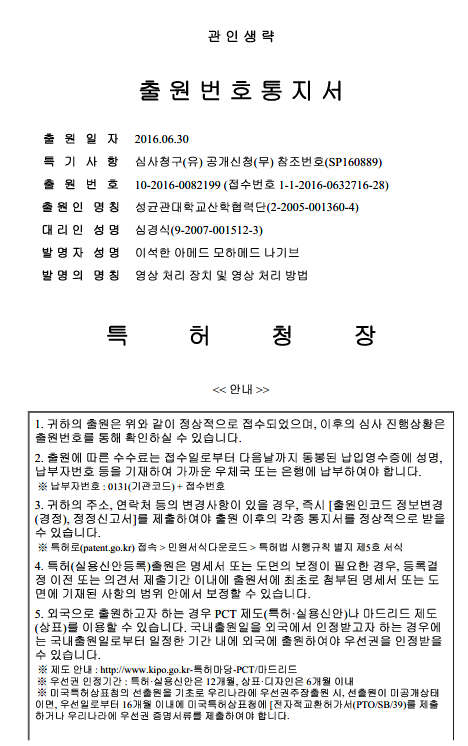 관 인 생 략
출 원 번 호 통 지 서
출 원 일 자 2016.06.30
특 기 사 항 심사청구(유) 공개신청(무) 참조번호(SP160889)
출 원 번 호 10-2016-0082199 (접수번호 1-1-2016-0632716-28)
출원인 명칭 성균관대학교산학협력단(2-2005-001360-4)
대리인 성명 심경식(9-2007-001512-3)
발명자 성명 이석한 아메드 모하메드 나기브
발명의 명칭 영상 처리 장치 및 영상 처리 방법
특 허 청 장
<< 안내 >>
1. 귀하의 출원은 위와 같이 정상적으로 접수되었으며, 이후의 심사 진행상황은
출원번호를 통해 확인하실 수 있습니다.
2. 출원에 따른 수수료는 접수일로부터 다음날까지 동봉된 납입영수증에 성명,
납부자번호 등을 기재하여 가까운 우체국 또는 은행에 납부하여야 합니다.
※ 납부자번호 : 0131(기관코드) + 접수번호
3. 귀하의 주소, 연락처 등의 변경사항이 있을 경우, 즉시 [출원인코드 정보변경
(경정), 정정신고서]를 제출하여야 출원 이후의 각종 통지서를 정상적으로 받을
수 있습니다.
※ 특허로(patent.go.kr) 접속 > 민원서식다운로드 > 특허법 시행규칙 별지 제5호 서식
4. 특허(실용신안등록)출원은 명세서 또는 도면의 보정이 필요한 경우, 등록결
정 이전 또는 의견서 제출기간 이내에 출원서에 최초로 첨부된 명세서 또는 도
면에 기재된 사항의 범위 안에서 보정할 수 있습니다.
5. 외국으로 출원하고자 하는 경우 PCT 제도(특허·실용신안)나 마드리드 제도
(상표)를 이용할 수 있습니다. 국내출원일을 외국에서 인정받고자 하는 경우에
는 국내출원일로부터 일정한 기간 내에 외국에 출원하여야 우선권을 인정받을
수 있습니다.
※ 제도 안내 : http://www.kipo.go.kr-특허마당-PCT/마드리드
※ 우선권 인정기간 : 특허·실용신안은 12개월, 상표·디자인은 6개월 이내
※ 미국특허상표청의 선출원을 기초로 우리나라에 우선권주장출원 시, 선출원이 미공개상태
이면, 우선일로부터 16개월 이내에 미국특허상표청에 [전자적교환허가서(PTO/SB/39)를 제출
하거나 우리나라에 우선권 증명서류를 제출하여야 합니다.